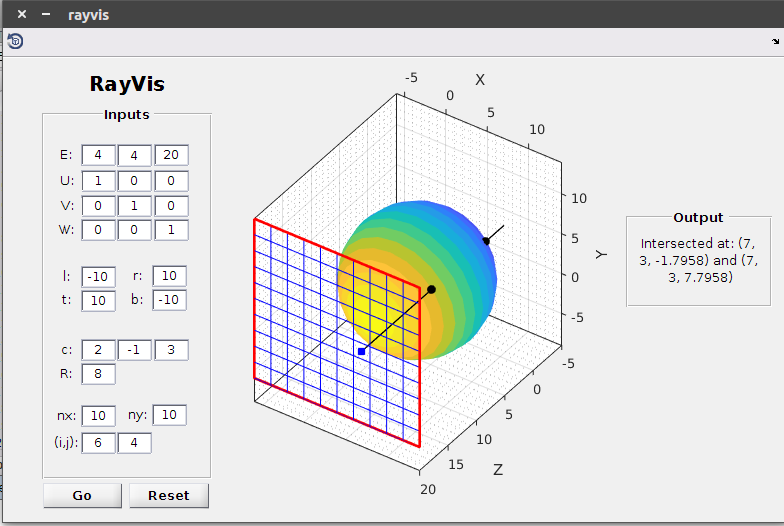 rayvis
RayVis
Inputs
E: 4 4 20
U: 1 0 0
V: 0 1 0
W: 0 0 1
l: -10 r: 10
t: 10 b: -10
c: 2 -1 3
R: 8
nx: 10 ny: 10
(i,j): 6 4
Go Reset
X
-5 0 5 10
Y
10
5
0
-5
Z
-5
0
5
10
15
20
Output
Intersected at: (7,
3, -1.7958) and (7,
3, 7.7958)